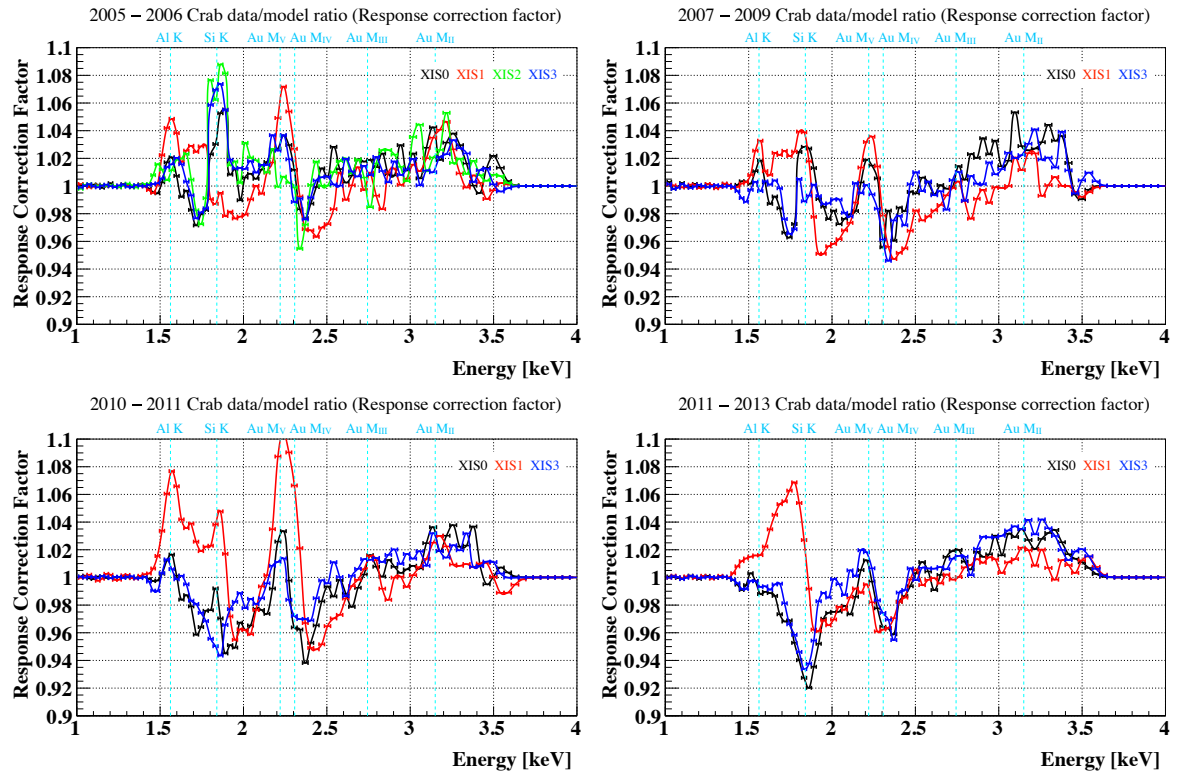 2005 – 2006 Crab data/model ratio (Response correction factor)
Al K Si K Au MV Au MIV Au MIII Au MII
XIS0 XIS1 XIS2 XIS3
Response Correction Factor
1.1
1.08
1.06
1.04
1.02
1
0.98
0.96
0.94
0.92
0.9
1 1.5 2 2.5 3 3.5 4
Energy [keV]
2007 – 2009 Crab data/model ratio (Response correction factor)
Al K Si K Au MV Au MIV Au MIII Au MII
XIS0 XIS1 XIS3
Response Correction Factor
1.1
1.08
1.06
1.04
1.02
1
0.98
0.96
0.94
0.92
0.9
1 1.5 2 2.5 3 3.5 4
Energy [keV]
2010 – 2011 Crab data/model ratio (Response correction factor)
Al K Si K Au MV Au MIV Au MIII Au MII
XIS0 XIS1 XIS3
Response Correction Factor
1.1
1.08
1.06
1.04
1.02
1
0.98
0.96
0.94
0.92
0.9
1 1.5 2 2.5 3 3.5 4
Energy [keV]
2011 – 2013 Crab data/model ratio (Response correction factor)
Al K Si K Au MV Au MIV Au MIII Au MII
XIS0 XIS1 XIS3
Response Correction Factor
1.1
1.08
1.06
1.04
1.02
1
0.98
0.96
0.94
0.92
0.9
1 1.5 2 2.5 3 3.5 4
Energy [keV]